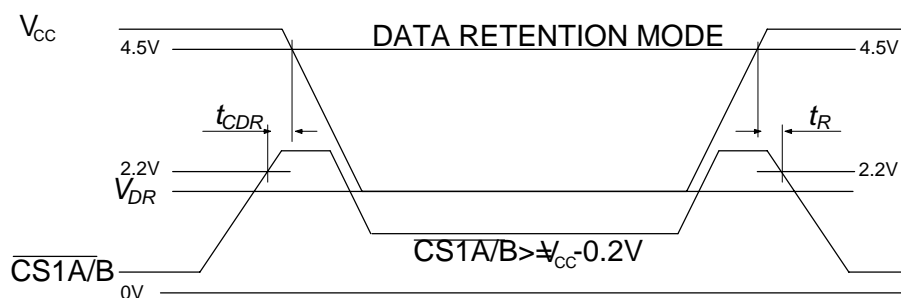 VCC
4.5V
DATA RETENTION MODE
4.5V
tCDR
tR
2.2V
2.2V
VDR
CS1A/B>=VCC-0.2V
CS1A/B
0V